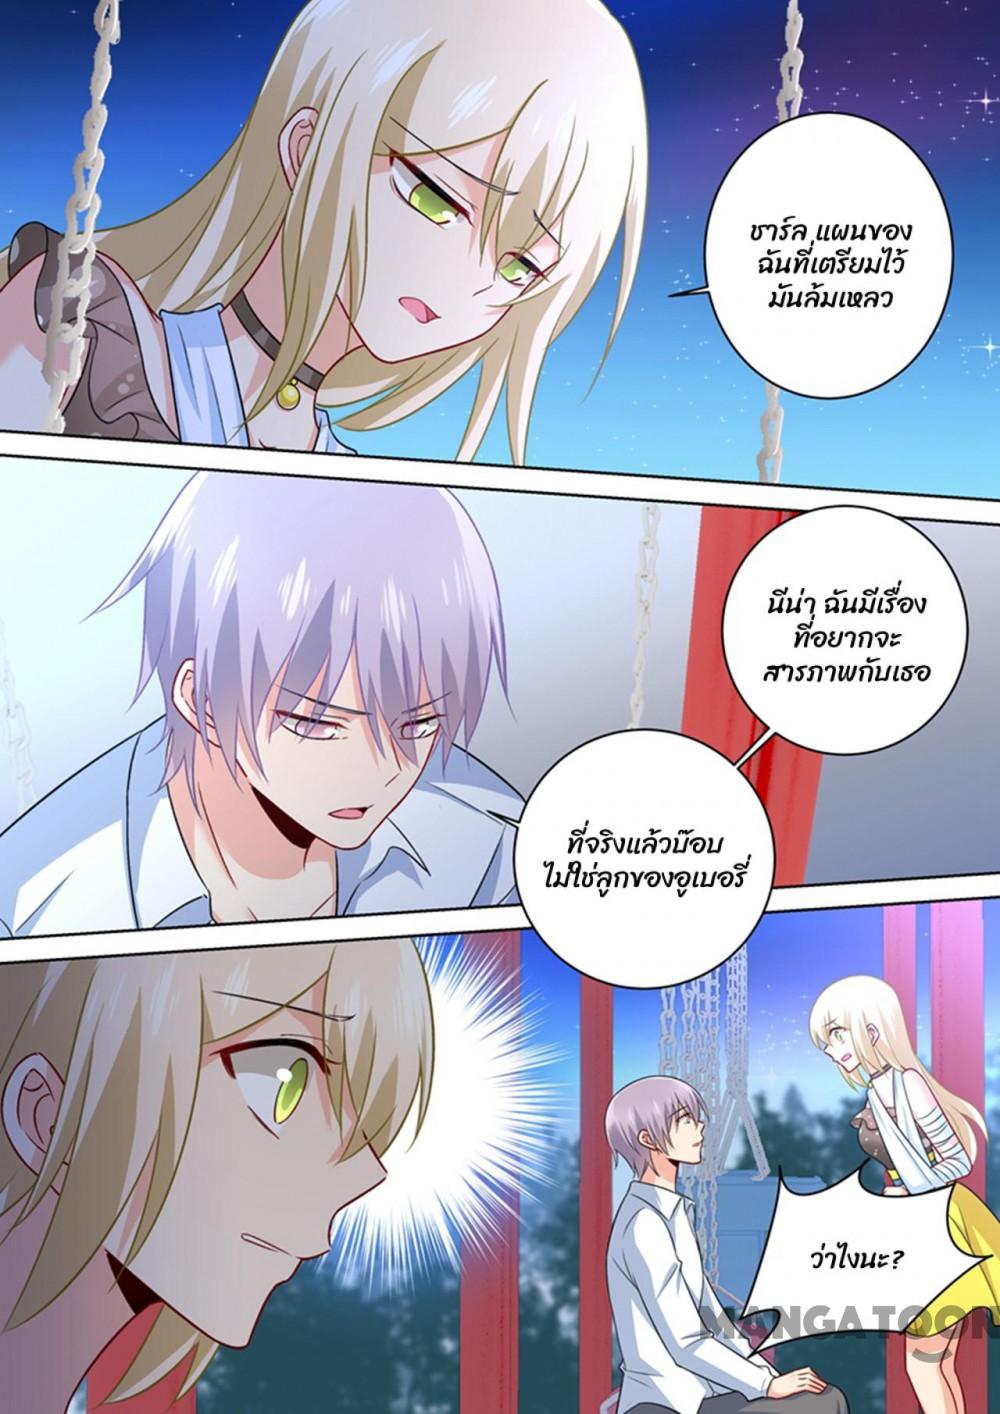 ชาร์ล แผนของ
ฉันที่เตรียมไว้
มันล้มเหลว
นีน่า ฉันมีเรื่อง
ที่อยากจะ
สารภาพกับเธอ
ที่จริงแล้วบ๊อบ
ไม่ใช่ลูกของอูเบอรี่
ว่าไงนะ?
MANGATOON